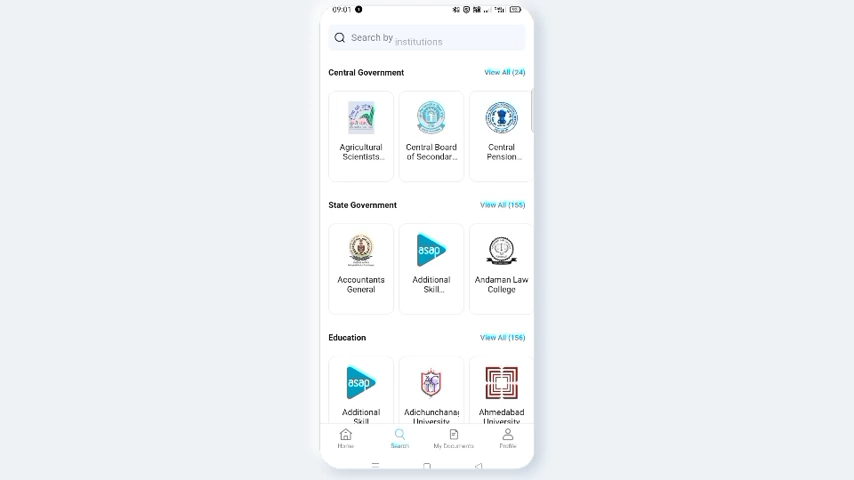 09:01
Search by institutions
Central Government
View All (24)
Agricultural Scientists...
Central Board of Secondar...
Central Pension...
State Government
View All (155)
asap
Accountants General
Additional Skill...
Andaman Law College
Education
View All (156)
asap
Additional Skill
Adichunchanag University
Ahmedabad University
Home
Search
My Documents
Profile